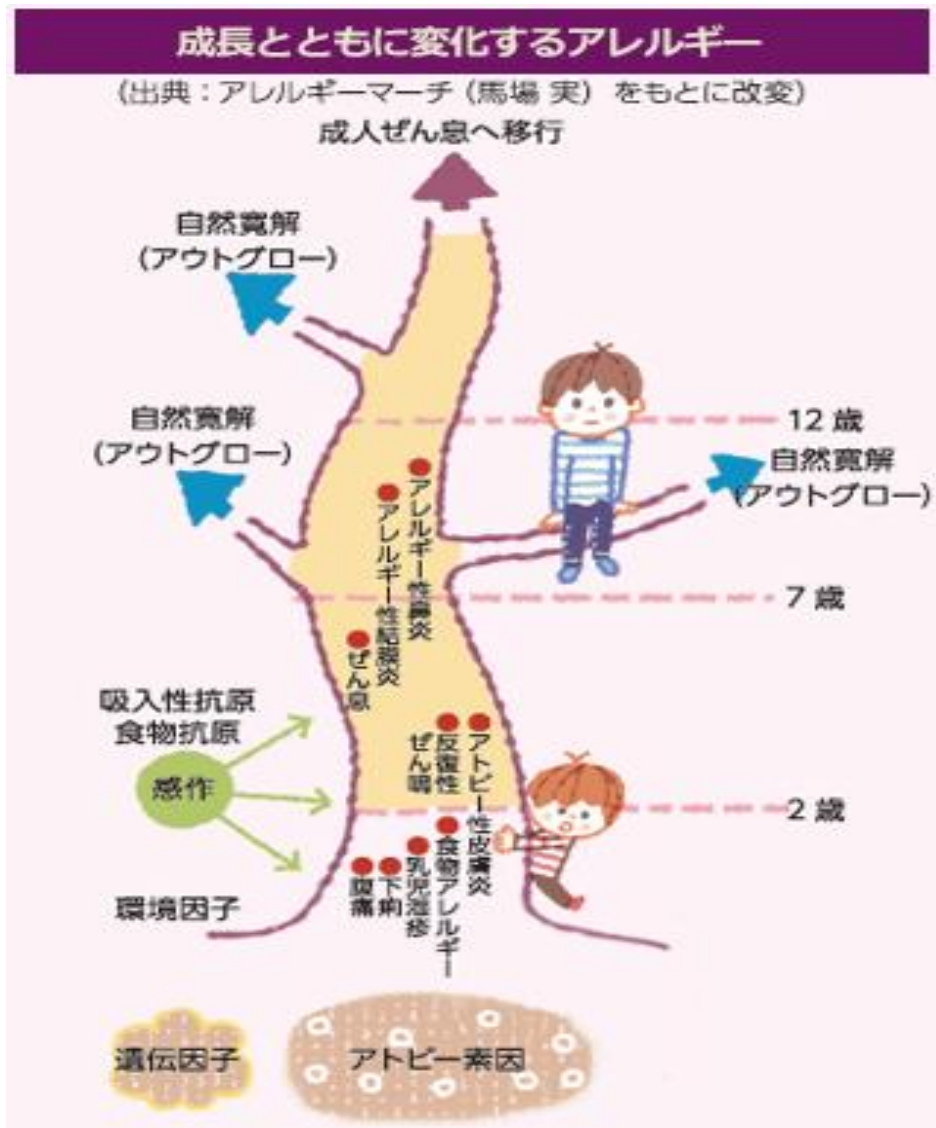 成長とともに変化するアレルギー
(出典：アレルギーマーチ(馬場 実) をもとに改変)
成人ぜん息へ移行
自然寛解
(アウトグロー)
12歳
自然寛解
(アウトグロー)
自然寛解
(アウトグロー)
アレルギー性鼻炎
アレルギー性結膜炎
7歳
ぜん息
吸入性抗原
食物抗原
感作
アトピー性皮膚炎
反復性
ぜん鳴
2歳
食物アレルギー
乳児湿疹
下痢
腹痛
環境因子
遺伝因子
アトピー素因